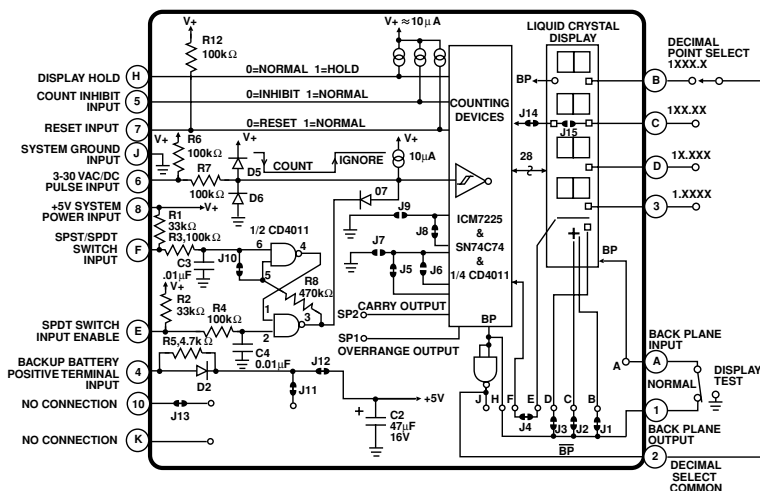 V+
V+ ≈10μA
LIQUID CRYSTAL
DISPLAY
DECIMAL
POINT SELECT
1XXX.X
R12
100kΩ
DISPLAY HOLD
H
0=NORMAL 1=HOLD
BP
B
COUNT INHIBIT
INPUT
5
0=INHIBIT 1=NORMAL
COUNTING
DEVICES
1XX.XX
C
J14
J15
RESET INPUT
7
0=RESET 1=NORMAL
V+
R6
100kΩ
V+
V+
SYSTEM GROUND
INPUT
J
D5
COUNT
IGNORE
10μA
1X.XXX
D
28
3-30 VAC/DC
PULSE INPUT
6
R7
100kΩ
D6
07
1.XXXX
3
+5V SYSTEM
POWER INPUT
8
V+
R1
33kΩ
J9
J8
ICM7225
&
SN74C74
&
1/4 CD4011
SPST/SPDT
SWITCH
INPUT
F
R3,100kΩ
1/2 CD4011
6
4
5
C3
.01μF
J10
J7
J5
J6
BP
V+
R2
33kΩ
R8
470kΩ
1
2
3
SP2
CARRY OUTPUT
R4
100kΩ
SPDT SWITCH
INPUT ENABLE
E
SP1
OVERRANGE OUTPUT
BP
C4
0.01μF
R5,4.7kΩ
BACKUP BATTERY
POSITIVE TERMINAL
INPUT
4
D2
J12
J11
BACK PLANE
INPUT
A
A
NORMAL
DISPLAY
TEST
NO CONNECTION
10
J13
+5V
J
H
F
E
D
C
B
J4
J3
J2
J1
1
BACK PLANE
OUTPUT
+
C2
47μF
16V
NO CONNECTION
K
BP
2
DECIMAL
SELECT
COMMON